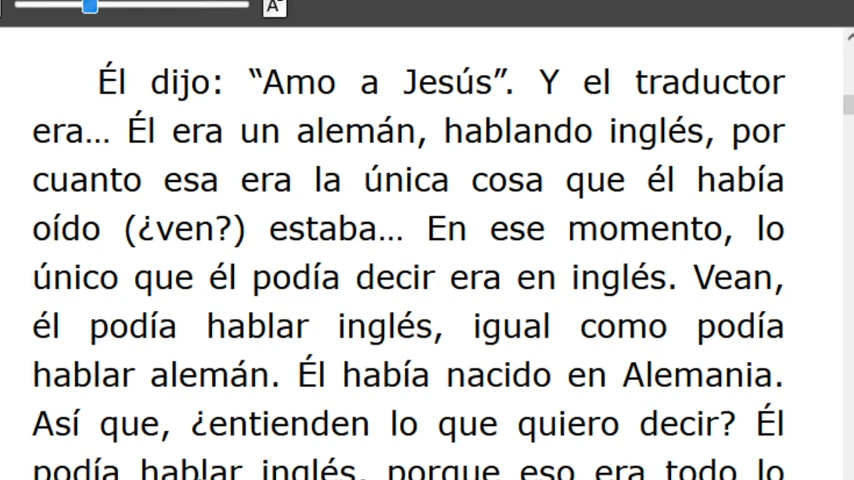 A
Él dijo: “Amo a Jesús”. Y el traductor
era… Él era un alemán, hablando inglés, por
cuanto esa era la única cosa que él había
oído (¿ven?) estaba… En ese momento, lo
único que él podía decir era en inglés. Vean,
él podía hablar inglés, igual como podía
hablar alemán. Él había nacido en Alemania.
Así que, ¿entienden lo que quiero decir? Él
podía hablar inglés, porque eso era todo lo